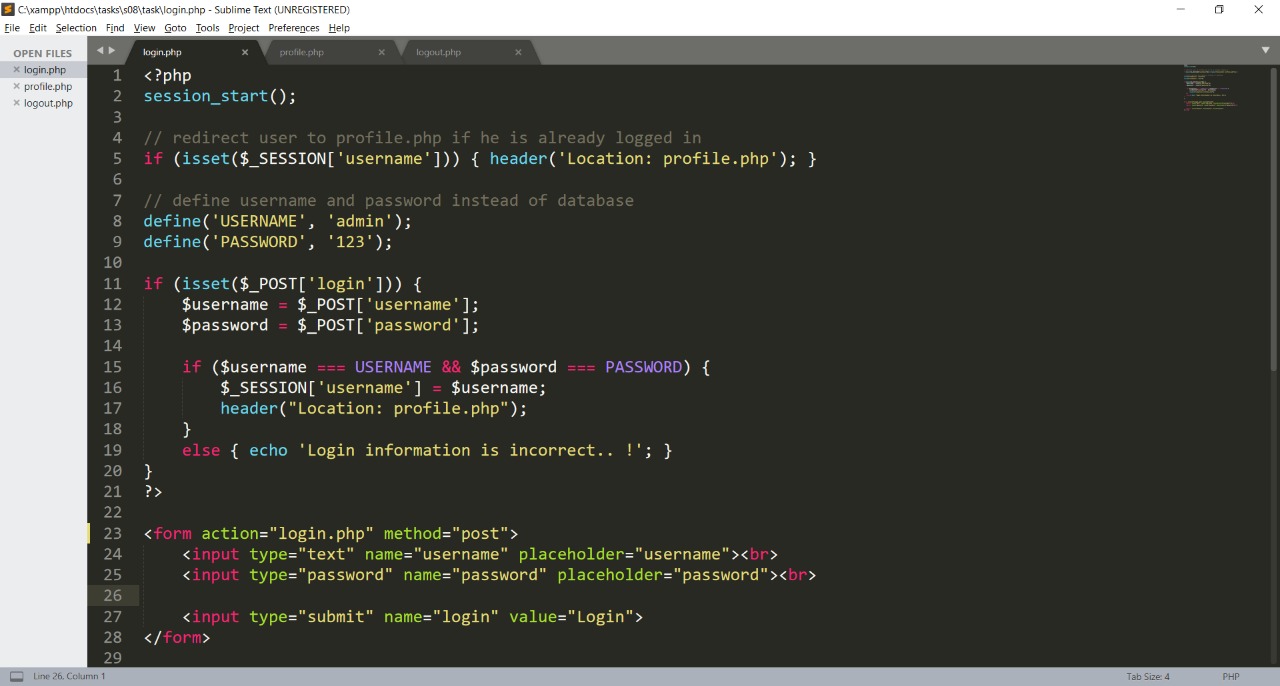 C:\xampp\htdocs\tasks\s08\task\login.php - Sublime Text (UNREGISTERED)
File Edit Selection Find View Goto Tools Project Preferences Help
OPEN FILES
login.php
profile.php
logout.php
login.php profile.php logout.php
1 <?php
2 session_start();
3
4 // redirect user to profile.php if he is already logged in
5 if (isset($_SESSION['username'])) { header('Location: profile.php'); }
6
7 // define username and password instead of database
8 define('USERNAME', 'admin');
9 define('PASSWORD', '123');
10
11 if (isset($_POST['login'])) {
12     $username = $_POST['username'];
13     $password = $_POST['password'];
14
15     if ($username === USERNAME && $password === PASSWORD) {
16         $_SESSION['username'] = $username;
17         header("Location: profile.php");
18     }
19     else { echo 'Login information is incorrect.. !'; }
20 }
21 ?>
22
23 <form action="login.php" method="post">
24     <input type="text" name="username" placeholder="username"><br>
25     <input type="password" name="password" placeholder="password"><br>
26
27     <input type="submit" name="login" value="Login">
28 </form>
29
Line 26, Column 1
Tab Size: 4
PHP